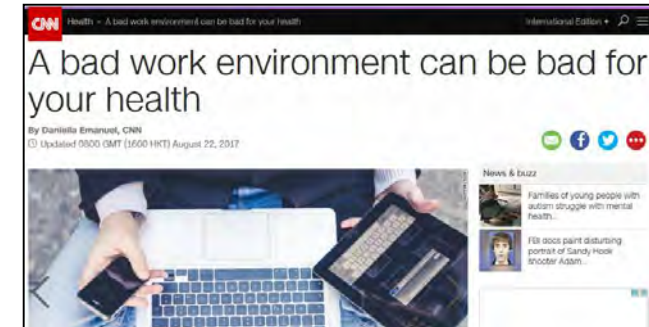 CNN Health » A bad work environment can be bad for your health International Edition +
A bad work environment can be bad for
your health
By Daniella Emanuel, CNN
Updated 0800 GMT (1600 HKT) August 22, 2017
News & buzz
Families of young people with
autism struggle with mental
health...
FBI docs paint disturbing
portrait of Sandy Hook
shooter Adam...